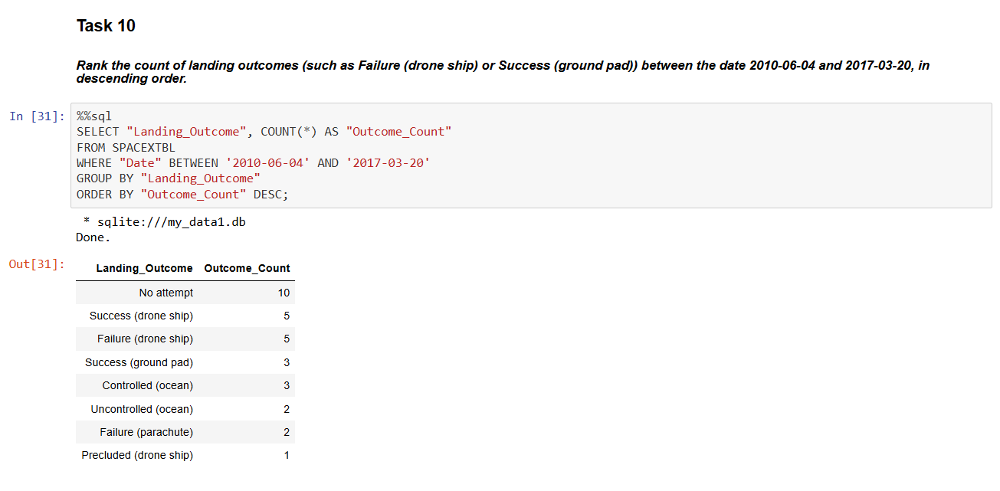 Task 10
Rank the count of landing outcomes (such as Failure (drone ship) or Success (ground pad)) between the date 2010-06-04 and 2017-03-20, in
descending order.
In [31]:
%%sql
SELECT "Landing_Outcome", COUNT(*) AS "Outcome_Count"
FROM SPACEXTBL
WHERE "Date" BETWEEN '2010-06-04' AND '2017-03-20'
GROUP BY "Landing_Outcome"
ORDER BY "Outcome_Count" DESC;
* sqlite:///my_data1.db
Done.
Out[31]:
Landing_Outcome Outcome_Count
No attempt 10
Success (drone ship) 5
Failure (drone ship) 5
Success (ground pad) 3
Controlled (ocean) 3
Uncontrolled (ocean) 2
Failure (parachute) 2
Precluded (drone ship) 1